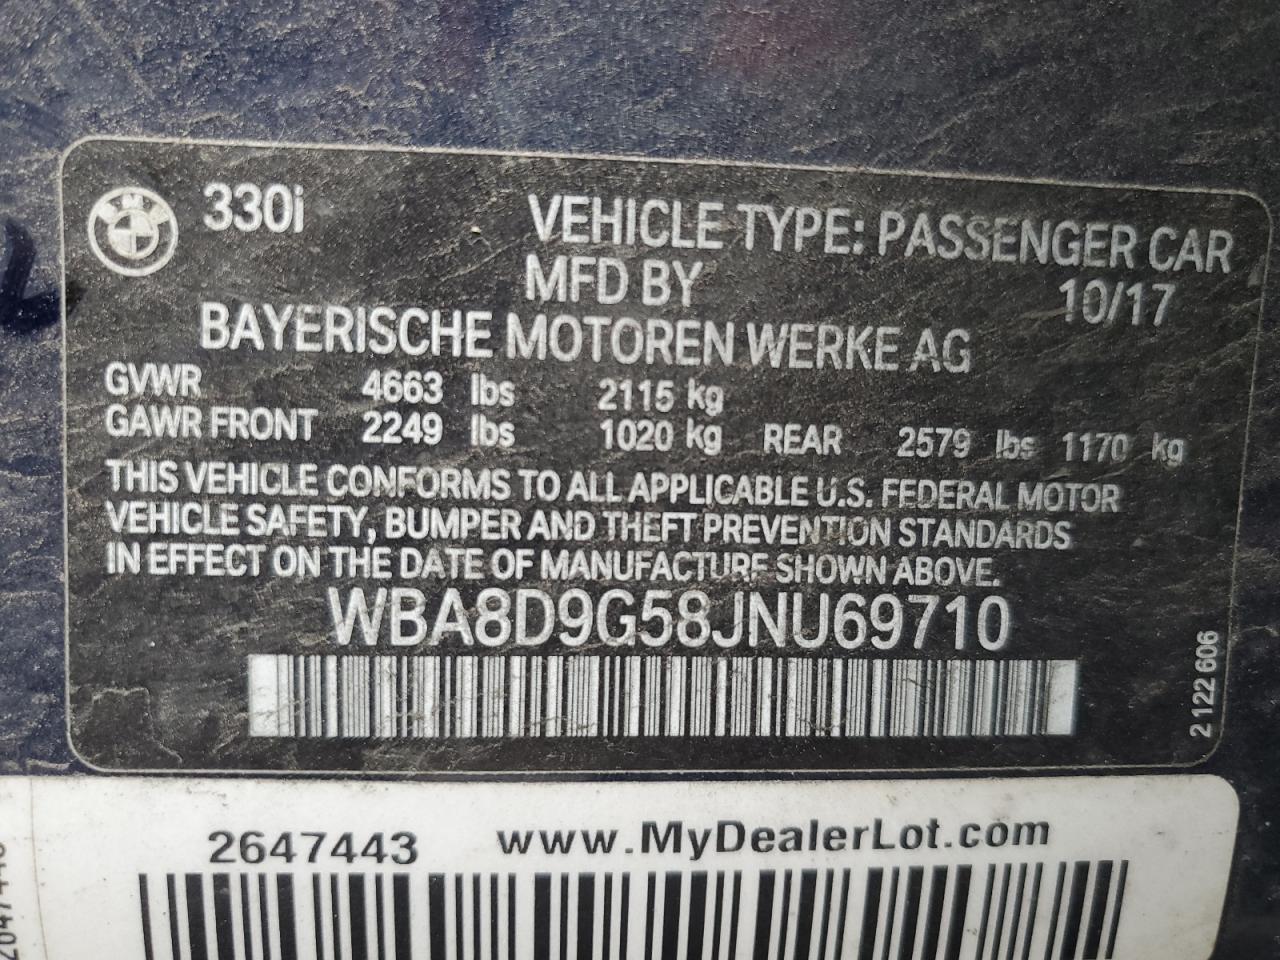 BMW
330i VEHICLE TYPE: PASSENGER CAR
MFD BY 10/17
BAYERISCHE MOTOREN WERKE AG
GVWR 4663 lbs 2115 kg
GAWR FRONT 2249 lbs 1020 kg REAR 2579 lbs 1170 kg
THIS VEHICLE CONFORMS TO ALL APPLICABLE U.S. FEDERAL MOTOR
VEHICLE SAFETY, BUMPER AND THEFT PREVENTION STANDARDS
IN EFFECT ON THE DATE OF MANUFACTURE SHOWN ABOVE.
WBA8D9G58JNU69710
2 122 606
2647443 www.MyDealerLot.com